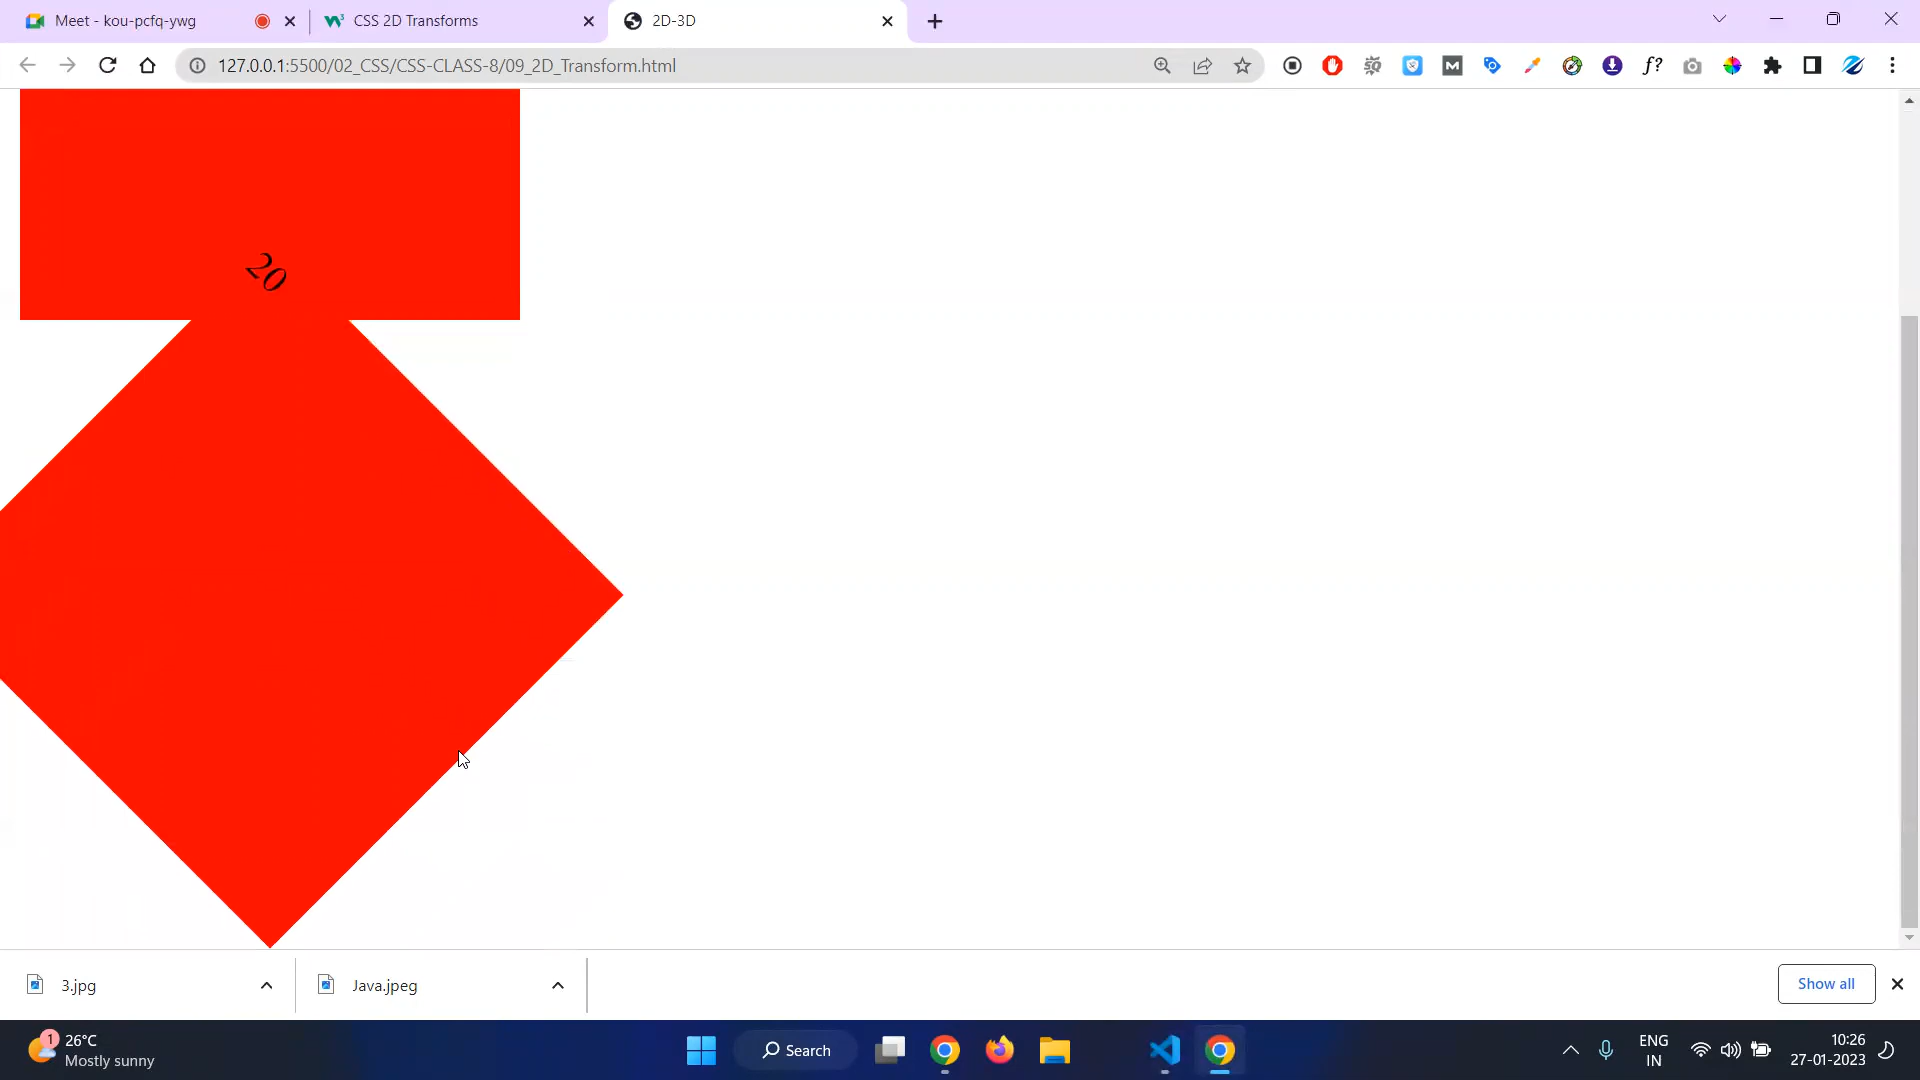 Meet - kou-pcfq-ywg
CSS 2D Transforms
2D-3D
127.0.0.1:5500/02_CSS/CSS-CLASS-8/09_2D_Transform.html
M
f?
20
3.jpg
Java.jpeg
Show all
1
26°C
Mostly sunny
Search
ENG
IN
10:26
27-01-2023